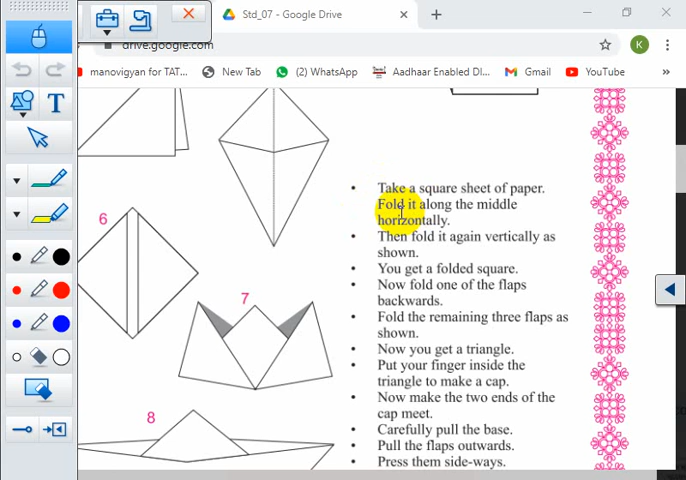 Std_07 - Google Drive
drive.google.com
K
manovigyan for TAT...
New Tab
(2) WhatsApp
Aadhaar Enabled DI...
Gmail
YouTube
»
T
6
7
8
• Take a square sheet of paper.
• Fold it along the middle
horizontally.
• Then fold it again vertically as
shown.
• You get a folded square.
• Now fold one of the flaps
backwards.
• Fold the remaining three flaps as
shown.
• Now you get a triangle.
• Put your finger inside the
triangle to make a cap.
• Now make the two ends of the
cap meet.
• Carefully pull the base.
• Pull the flaps outwards.
• Press them side-ways.